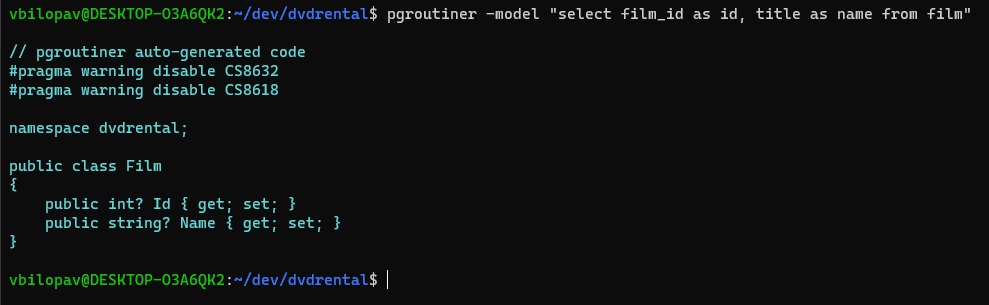 vbilopav@DESKTOP-O3A6QK2:~/dev/dvdrental$ pgroutiner -model "select film_id as id, title as name from film"
// pgroutiner auto-generated code
#pragma warning disable CS8632
#pragma warning disable CS8618
namespace dvdrental;
public class Film
{
    public int? Id { get; set; }
    public string? Name { get; set; }
}
vbilopav@DESKTOP-O3A6QK2:~/dev/dvdrental$